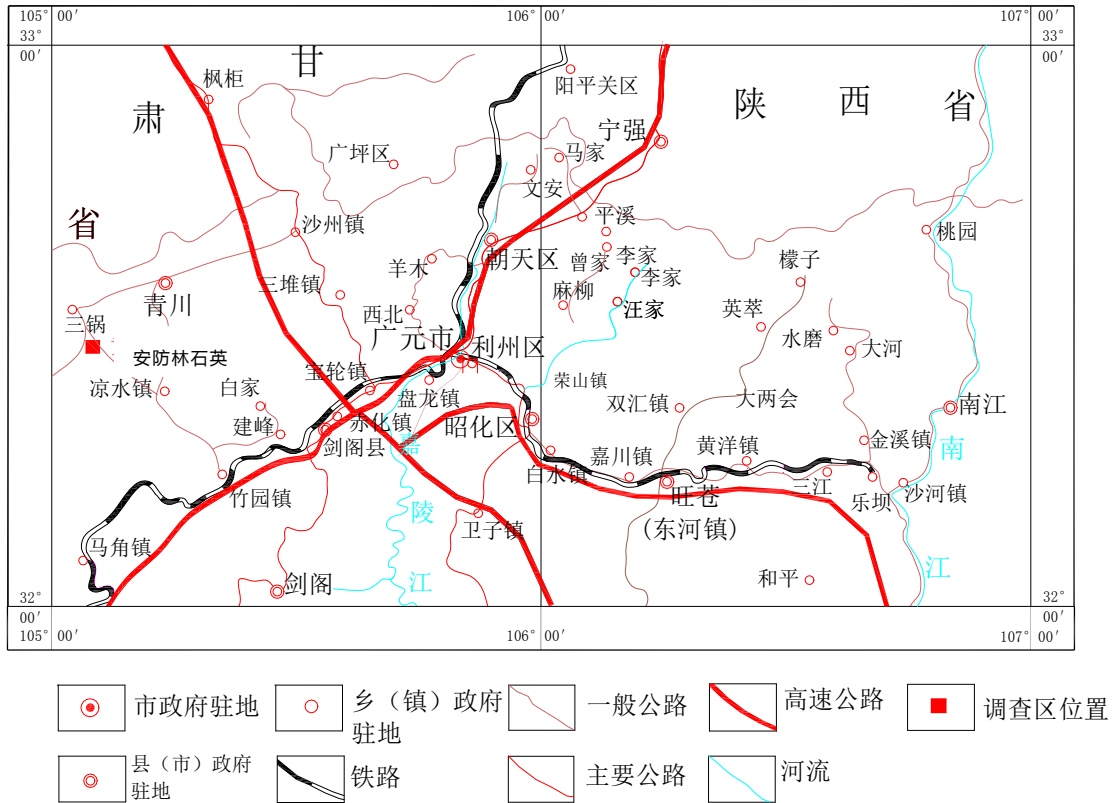 105° 00′
106° 00′
107° 00′
33°
00′
33°
00′
甘
肃
省
陕
西
省
枫柜
阳平关区
宁强
广坪区
马家
文安
沙州镇
平溪
桃园
羊木
朝天区
曾家
李家
李家
檬子
青川
三堆镇
西北
麻柳
汪家
英萃
三锅
广元市
利州区
水磨
大河
安防林石英
宝轮镇
荣山镇
凉水镇
白家
盘龙镇
双汇镇
大两会
南江
建峰
赤化镇
昭化区
剑阁县
嘉
黄洋镇
金溪镇
南
竹园镇
白水镇
嘉川镇
三江
乐坝
沙河镇
旺苍
(东河镇)
陵
卫子镇
马角镇
江
江
剑阁
和平
32°
00′
32°
00′
105° 00′
106° 00′
107° 00′
市政府驻地
乡（镇）政府
驻地
一般公路
高速公路
调查区位置
县（市）政府
驻地
铁路
主要公路
河流